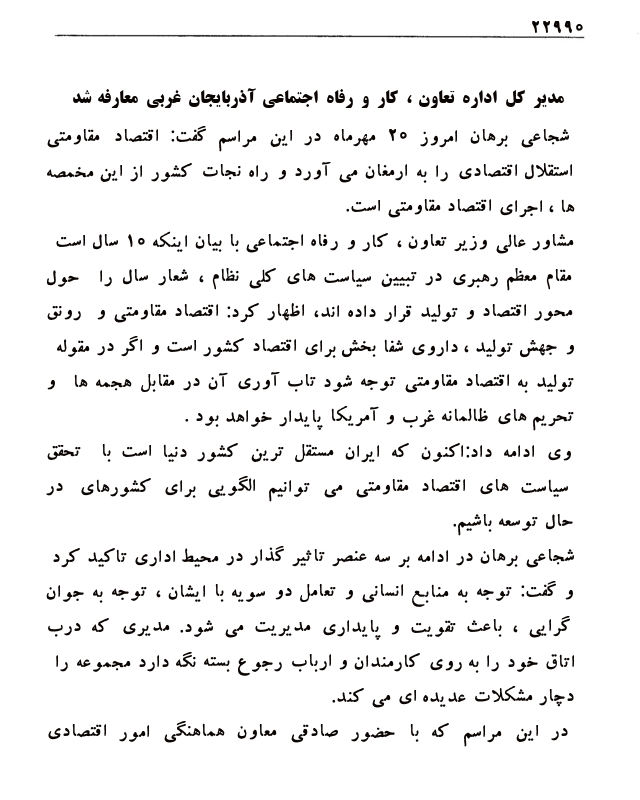 ۲۲۹۹۰
مدیر کل اداره تعاون ، کار و رفاه اجتماعی آذربایجان غربی معارفه شد
شجاعی برهان امروز ۲۰ مهرماه در این مراسم گفت: اقتصاد مقاومتی
استقلال اقتصادی را به ارمغان می آورد و راه نجات کشور از این مخمصه
ها ، اجرای اقتصاد مقاومتی است.
مشاور عالی وزیر تعاون ، کار و رفاه اجتماعی با بیان اینکه ۱۰ سال است
مقام معظم رهبری در تبیین سیاست های کلی نظام ، شعار سال را حول
محور اقتصاد و تولید قرار داده اند، اظهار کرد: اقتصاد مقاومتی و رونق
و جهش تولید ، داروی شفا بخش برای اقتصاد کشور است و اگر در مقوله
تولید به اقتصاد مقاومتی توجه شود تاب آوری آن در مقابل هجمه ها و
تحریم های ظالمانه غرب و آمریکا پایدار خواهد بود .
وی ادامه داد:اکنون که ایران مستقل ترین کشور دنیا است با تحقق
سیاست های اقتصاد مقاومتی می توانیم الگویی برای کشورهای در
حال توسعه باشیم.
شجاعی برهان در ادامه بر سه عنصر تاثیر گذار در محیط اداری تاکید کرد
و گفت: توجه به منابع انسانی و تعامل دو سویه با ایشان ، توجه به جوان
گرایی ، باعث تقویت و پایداری مدیریت می شود. مدیری که درب
اتاق خود را به روی کارمندان و ارباب رجوع بسته نگه دارد مجموعه را
دچار مشکلات عدیده ای می کند.
در این مراسم که با حضور صادقی معاون هماهنگی امور اقتصادی